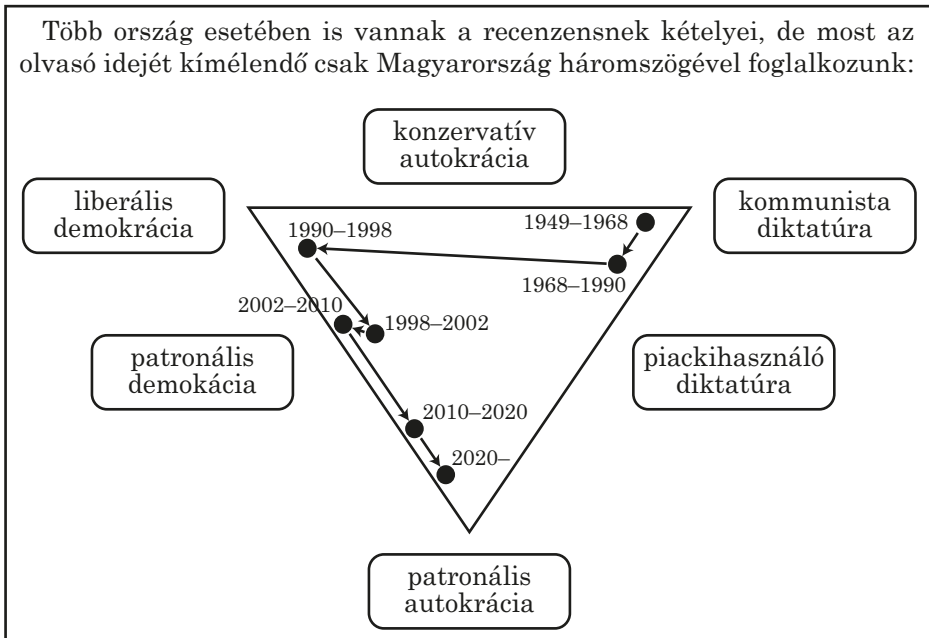 Több ország esetében is vannak a recenzensnek kételyei, de most az
olvasó idejét kímélendő csak Magyarország háromszögével foglalkozunk:
konzervatív
autokrácia
liberális
demokrácia
kommunista
diktatúra
1949–1968
1990–1998
1968–1990
2002–2010
1998–2002
patronális
demokácia
piackihasználó
diktatúra
2010–2020
2020–
patronális
autokrácia